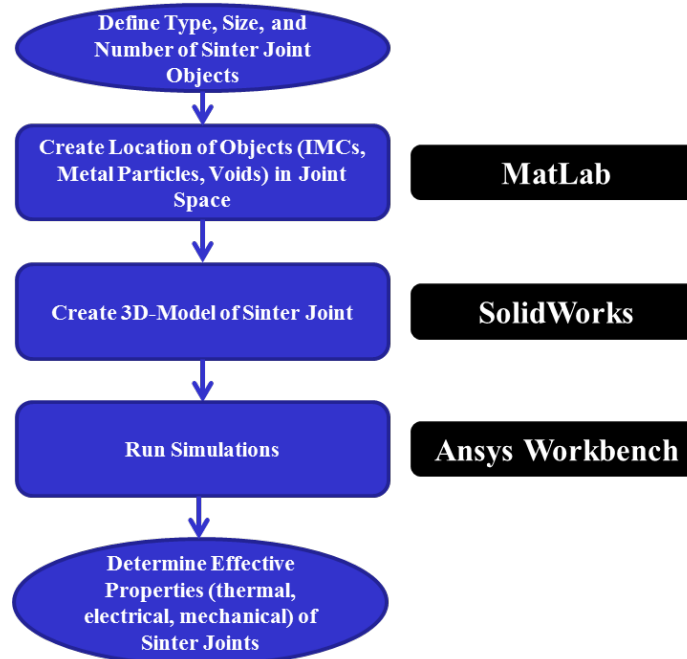 Define Type, Size, and
Number of Sinter Joint
Objects
Create Location of Objects (IMCs,
Metal Particles, Voids) in Joint
Space
MatLab
Create 3D-Model of Sinter Joint
SolidWorks
Run Simulations
Ansys Workbench
Determine Effective
Properties (thermal,
electrical, mechanical) of
Sinter Joints